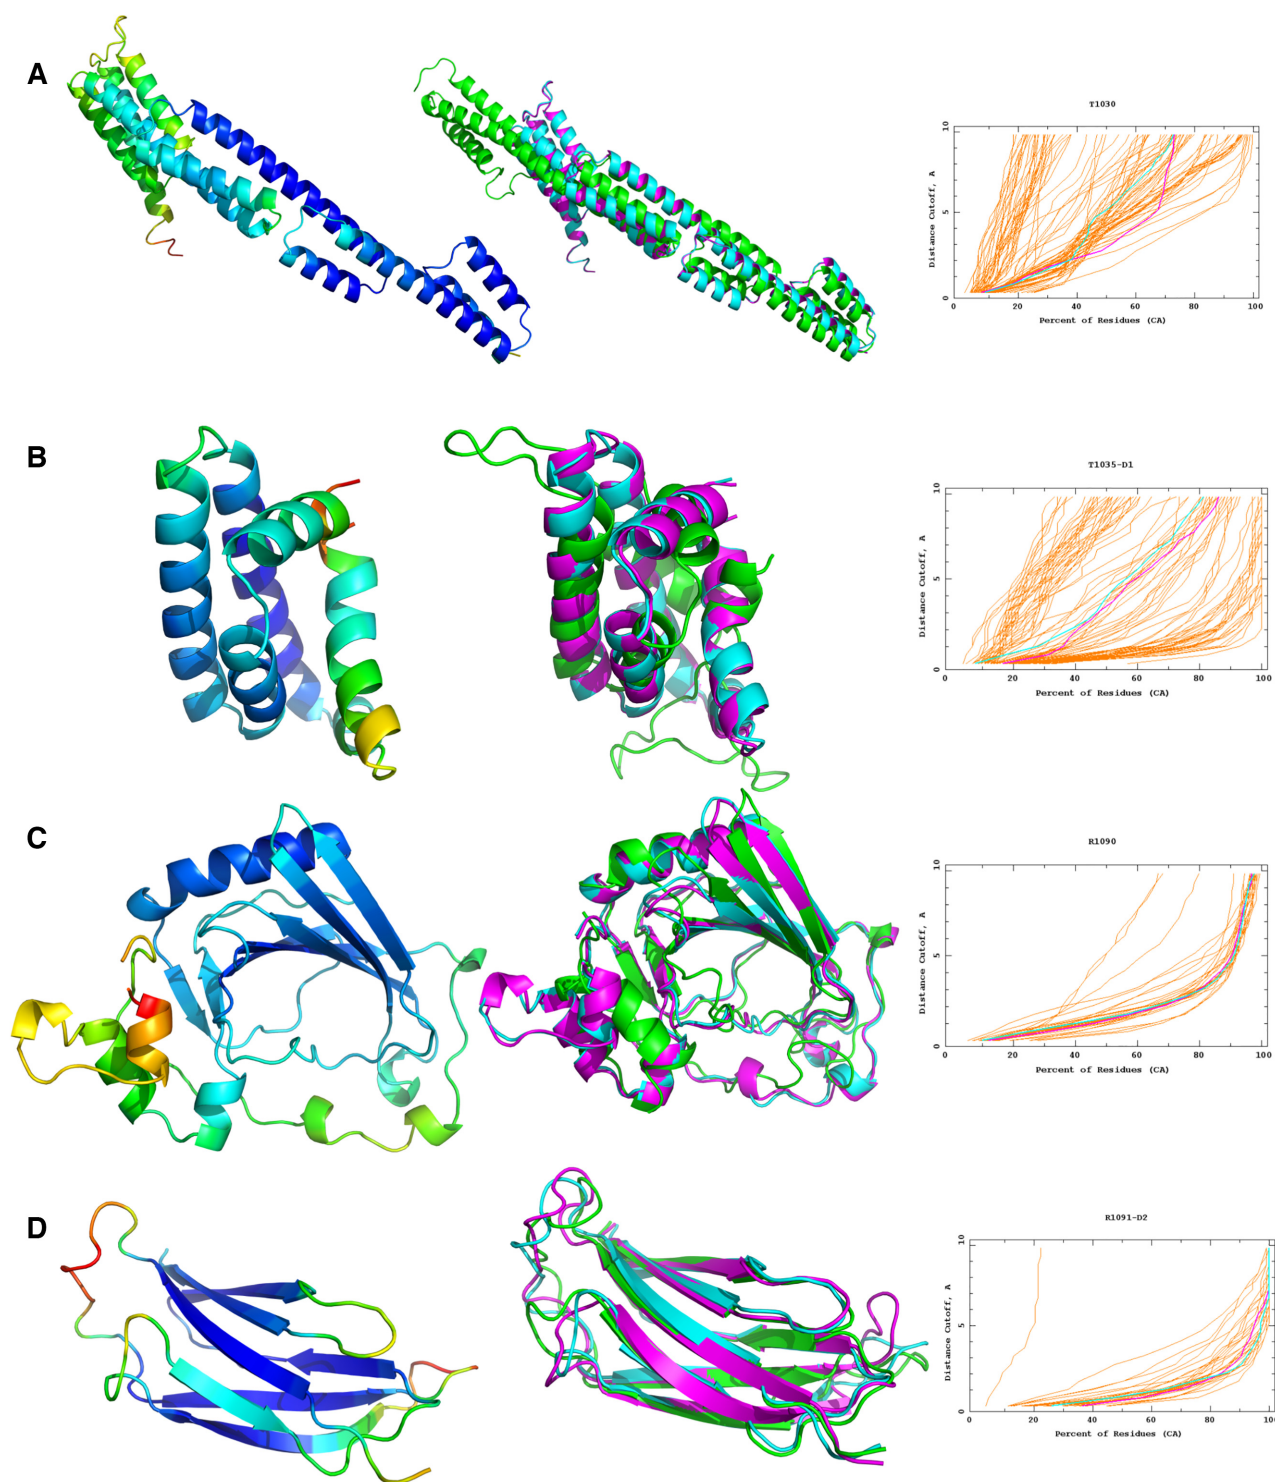 A
T1030
10
5
0
Distance Cutoff, A
0 20 40 60 80 100
Percent of Residues (CA)
B
T1035-D1
10
5
0
Distance Cutoff, A
0 20 40 60 80 100
Percent of Residues (CA)
C
R1090
10
5
0
Distance Cutoff, A
0 20 40 60 80 100
Percent of Residues (CA)
D
R1091-D2
10
5
0
Distance Cutoff, A
0 20 40 60 80 100
Percent of Residues (CA)